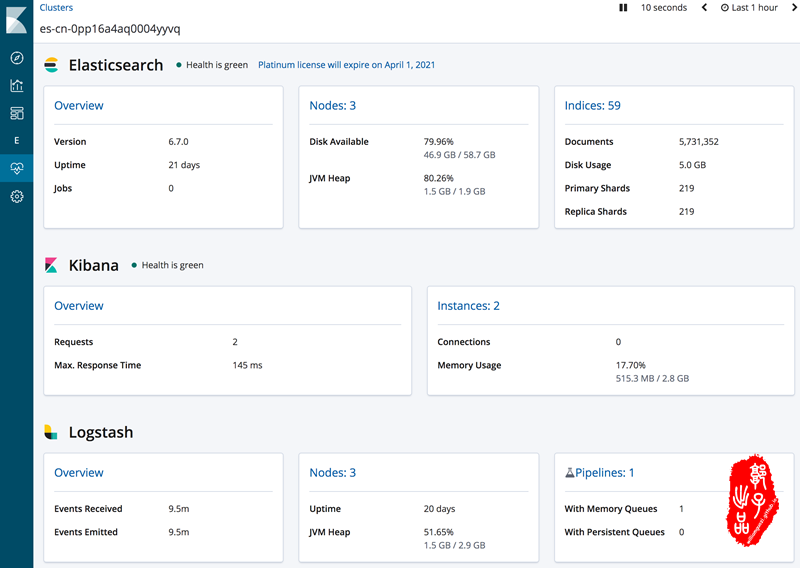 Clusters
10 seconds
Last 1 hour
es-cn-0pp16a4aq0004yyvq
Elasticsearch
Health is green
Platinum license will expire on April 1, 2021
Overview
Version 6.7.0
Uptime 21 days
Jobs 0
Nodes: 3
Disk Available 79.96%
46.9 GB / 58.7 GB
JVM Heap 80.26%
1.5 GB / 1.9 GB
Indices: 59
Documents 5,731,352
Disk Usage 5.0 GB
Primary Shards 219
Replica Shards 219
E
Kibana
Health is green
Overview
Requests 2
Max. Response Time 145 ms
Instances: 2
Connections 0
Memory Usage 17.70%
515.3 MB / 2.8 GB
Logstash
Overview
Events Received 9.5m
Events Emitted 9.5m
Nodes: 3
Uptime 20 days
JVM Heap 51.65%
1.5 GB / 2.9 GB
Pipelines: 1
With Memory Queues 1
With Persistent Queues 0
郭子
出品